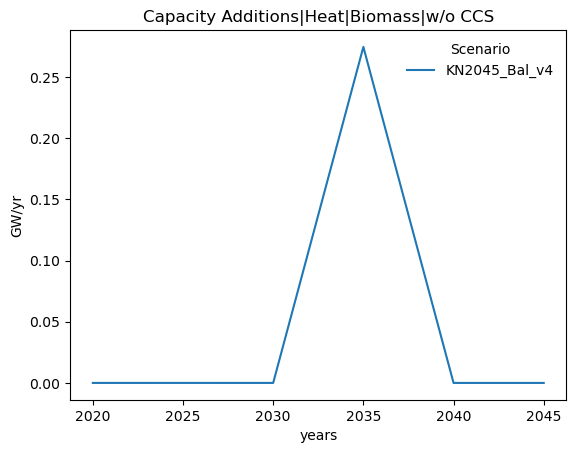 Capacity Additions|Heat|Biomass|w/o CCS
Scenario
KN2045_Bal_v4
GW/yr
0.25
0.20
0.15
0.10
0.05
0.00
2020 2025 2030 2035 2040 2045
years